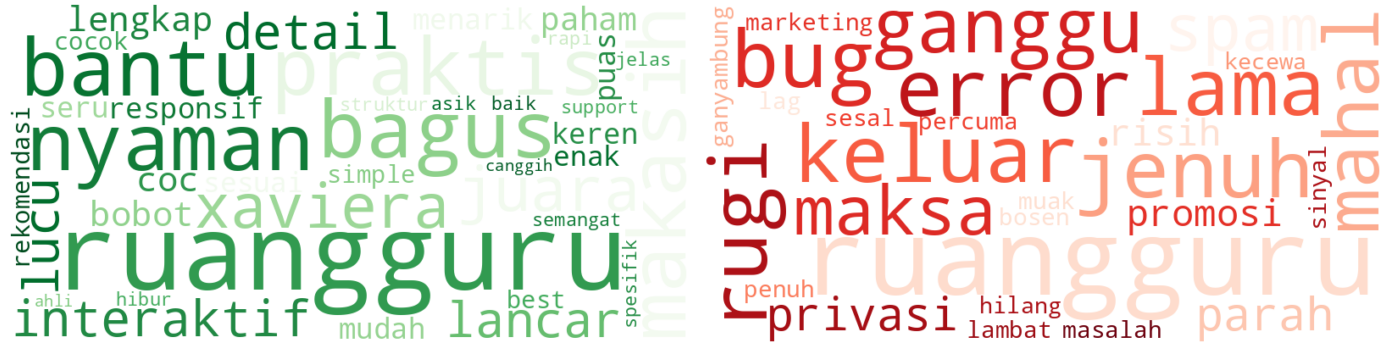 lengkap
menarik
paham
cocok
detail
rapi
bantu
praktis
puas
jelas
makasih
seru
responsif
struktur
asik
baik
support
rekomendasi
nyaman
bagus
keren
canggih
enak
coc
sesuai
simple
juara
lucu
bobot
xaviera
semangat
ruangguru
spesifik
ahli
hibur
best
interaktif
mudah
lancar
ganyambung
marketing
ganggu
spam
mahal
bug
kecewa
error
lama
lag
sesal
percuma
risih
keluar
jenuh
sinyal
rugi
maksa
muak
bosen
promosi
ruangguru
penuh
privasi
hilang
parah
lambat
masalah